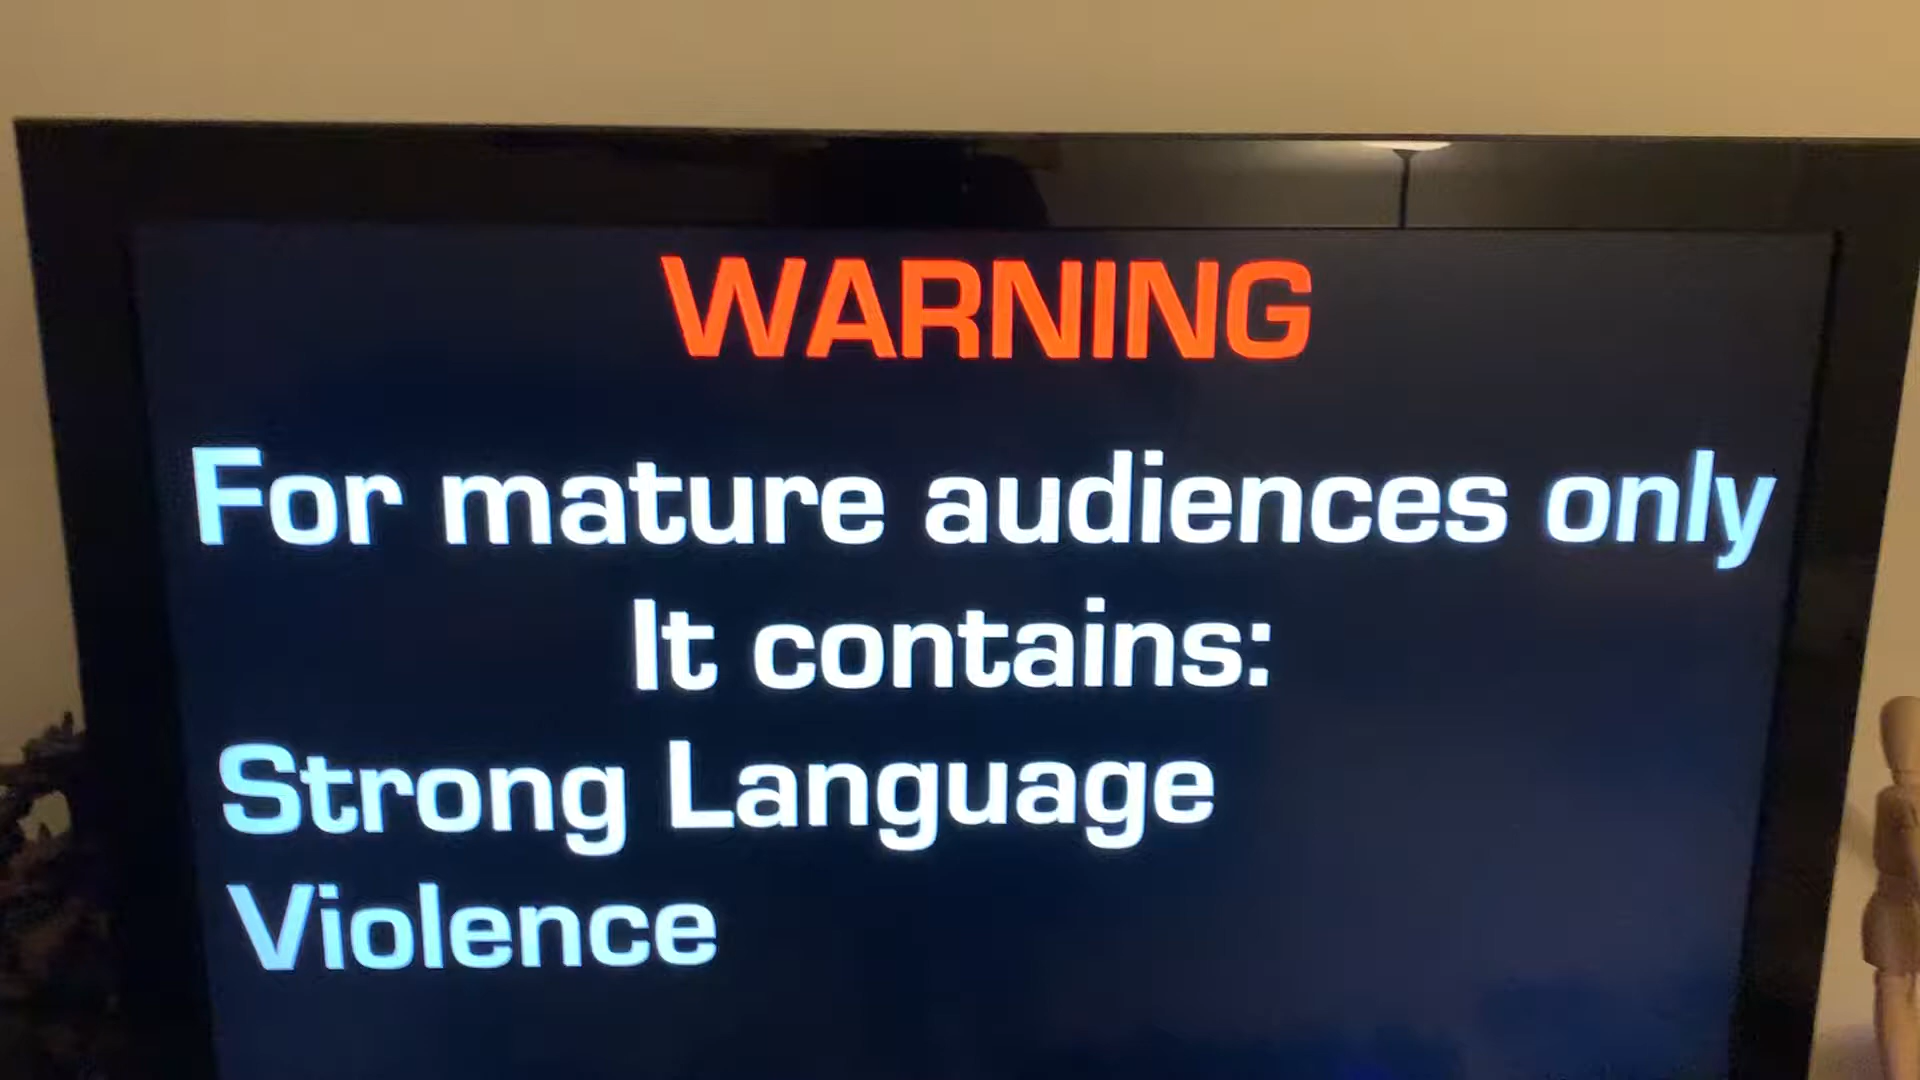 WARNING
For mature audiences only
It contains:
Strong Language
Violence